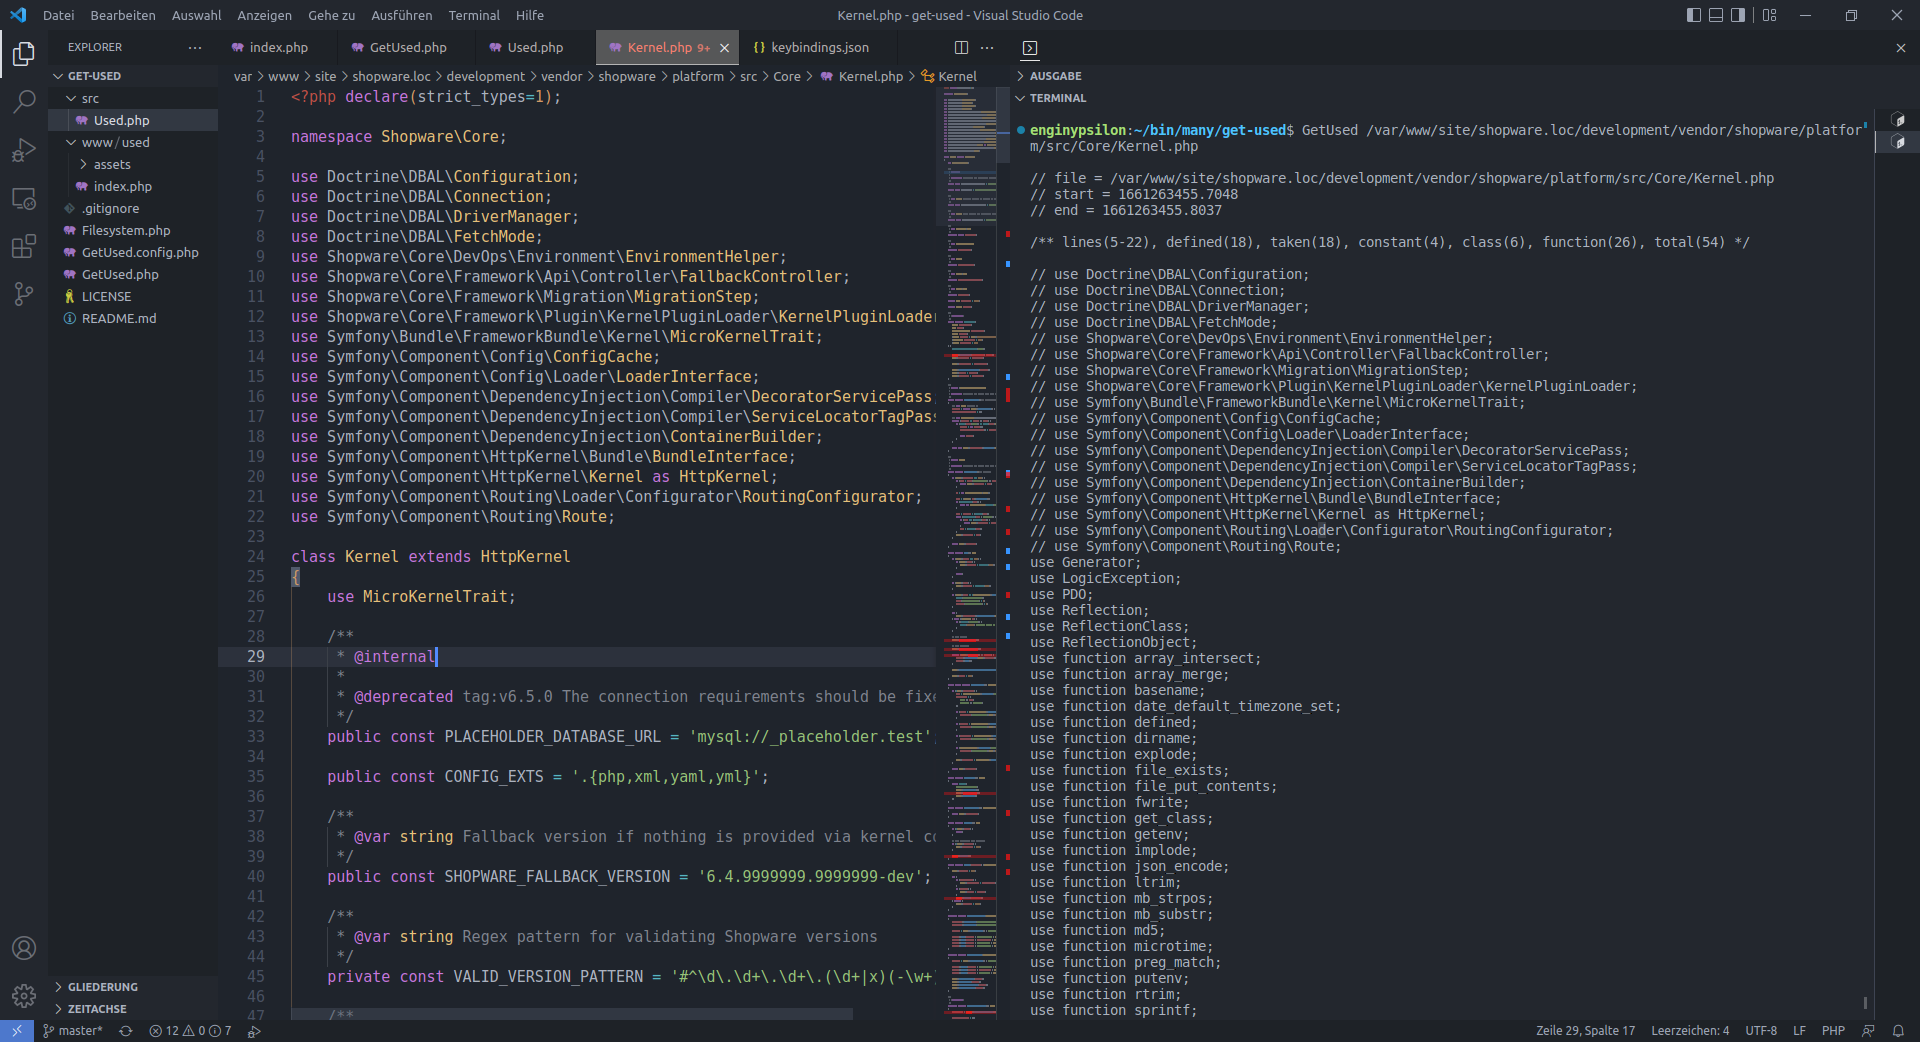 Datei Bearbeiten Auswahl Anzeigen Gehe zu Ausführen Terminal Hilfe
Kernel.php - get-used - Visual Studio Code
EXPLORER
GET-USED
src
Used.php
www / used
assets
index.php
.gitignore
Filesystem.php
GetUsed.config.php
GetUsed.php
LICENSE
README.md
GLIEDERUNG
ZEITACHSE
index.php GetUsed.php Used.php Kernel.php 9+ {} keybindings.json
var > www > site > shopware.loc > development > vendor > shopware > platform > src > Core > Kernel.php > Kernel
1 <?php declare(strict_types=1);
2
3 namespace Shopware\Core;
4
5 use Doctrine\DBAL\Configuration;
6 use Doctrine\DBAL\Connection;
7 use Doctrine\DBAL\DriverManager;
8 use Doctrine\DBAL\FetchMode;
9 use Shopware\Core\DevOps\Environment\EnvironmentHelper;
10 use Shopware\Core\Framework\Api\Controller\FallbackController;
11 use Shopware\Core\Framework\Migration\MigrationStep;
12 use Shopware\Core\Framework\Plugin\KernelPluginLoader\KernelPluginLoader
13 use Symfony\Bundle\FrameworkBundle\Kernel\MicroKernelTrait;
14 use Symfony\Component\Config\ConfigCache;
15 use Symfony\Component\Config\Loader\LoaderInterface;
16 use Symfony\Component\DependencyInjection\Compiler\DecoratorServicePass;
17 use Symfony\Component\DependencyInjection\Compiler\ServiceLocatorTagPass
18 use Symfony\Component\DependencyInjection\ContainerBuilder;
19 use Symfony\Component\HttpKernel\Bundle\BundleInterface;
20 use Symfony\Component\HttpKernel\Kernel as HttpKernel;
21 use Symfony\Component\Routing\Loader\Configurator\RoutingConfigurator;
22 use Symfony\Component\Routing\Route;
23
24 class Kernel extends HttpKernel
25 {
26 use MicroKernelTrait;
27
28 /**
29 * @internal
30 *
31 * @deprecated tag:v6.5.0 The connection requirements should be fixe
32 */
33 public const PLACEHOLDER_DATABASE_URL = 'mysql://_placeholder.test';
34
35 public const CONFIG_EXTS = '.{php,xml,yaml,yml}';
36
37 /**
38 * @var string Fallback version if nothing is provided via kernel co
39 */
40 public const SHOPWARE_FALLBACK_VERSION = '6.4.9999999.9999999-dev';
41
42 /**
43 * @var string Regex pattern for validating Shopware versions
44 */
45 private const VALID_VERSION_PATTERN = '#^\d\.\d+\.\d+\.(\d+|x)(-\w+
46
47 /**
AUSGABE
TERMINAL
enginypsilon:~/bin/many/get-used$ GetUsed /var/www/site/shopware.loc/development/vendor/shopware/platfor
m/src/Core/Kernel.php
// file = /var/www/site/shopware.loc/development/vendor/shopware/platform/src/Core/Kernel.php
// start = 1661263455.7048
// end = 1661263455.8037
/** lines(5-22), defined(18), taken(18), constant(4), class(6), function(26), total(54) */
// use Doctrine\DBAL\Configuration;
// use Doctrine\DBAL\Connection;
// use Doctrine\DBAL\DriverManager;
// use Doctrine\DBAL\FetchMode;
// use Shopware\Core\DevOps\Environment\EnvironmentHelper;
// use Shopware\Core\Framework\Api\Controller\FallbackController;
// use Shopware\Core\Framework\Migration\MigrationStep;
// use Shopware\Core\Framework\Plugin\KernelPluginLoader\KernelPluginLoader;
// use Symfony\Bundle\FrameworkBundle\Kernel\MicroKernelTrait;
// use Symfony\Component\Config\ConfigCache;
// use Symfony\Component\Config\Loader\LoaderInterface;
// use Symfony\Component\DependencyInjection\Compiler\DecoratorServicePass;
// use Symfony\Component\DependencyInjection\Compiler\ServiceLocatorTagPass;
// use Symfony\Component\DependencyInjection\ContainerBuilder;
// use Symfony\Component\HttpKernel\Bundle\BundleInterface;
// use Symfony\Component\HttpKernel\Kernel as HttpKernel;
// use Symfony\Component\Routing\Loader\Configurator\RoutingConfigurator;
// use Symfony\Component\Routing\Route;
use Generator;
use LogicException;
use PDO;
use Reflection;
use ReflectionClass;
use ReflectionObject;
use function array_intersect;
use function array_merge;
use function basename;
use function date_default_timezone_set;
use function defined;
use function dirname;
use function explode;
use function file_exists;
use function file_put_contents;
use function fwrite;
use function get_class;
use function getenv;
use function implode;
use function json_encode;
use function ltrim;
use function mb_strpos;
use function mb_substr;
use function md5;
use function microtime;
use function preg_match;
use function putenv;
use function rtrim;
use function sprintf;
master* 12 0 7
Zeile 29, Spalte 17 Leerzeichen: 4 UTF-8 LF PHP